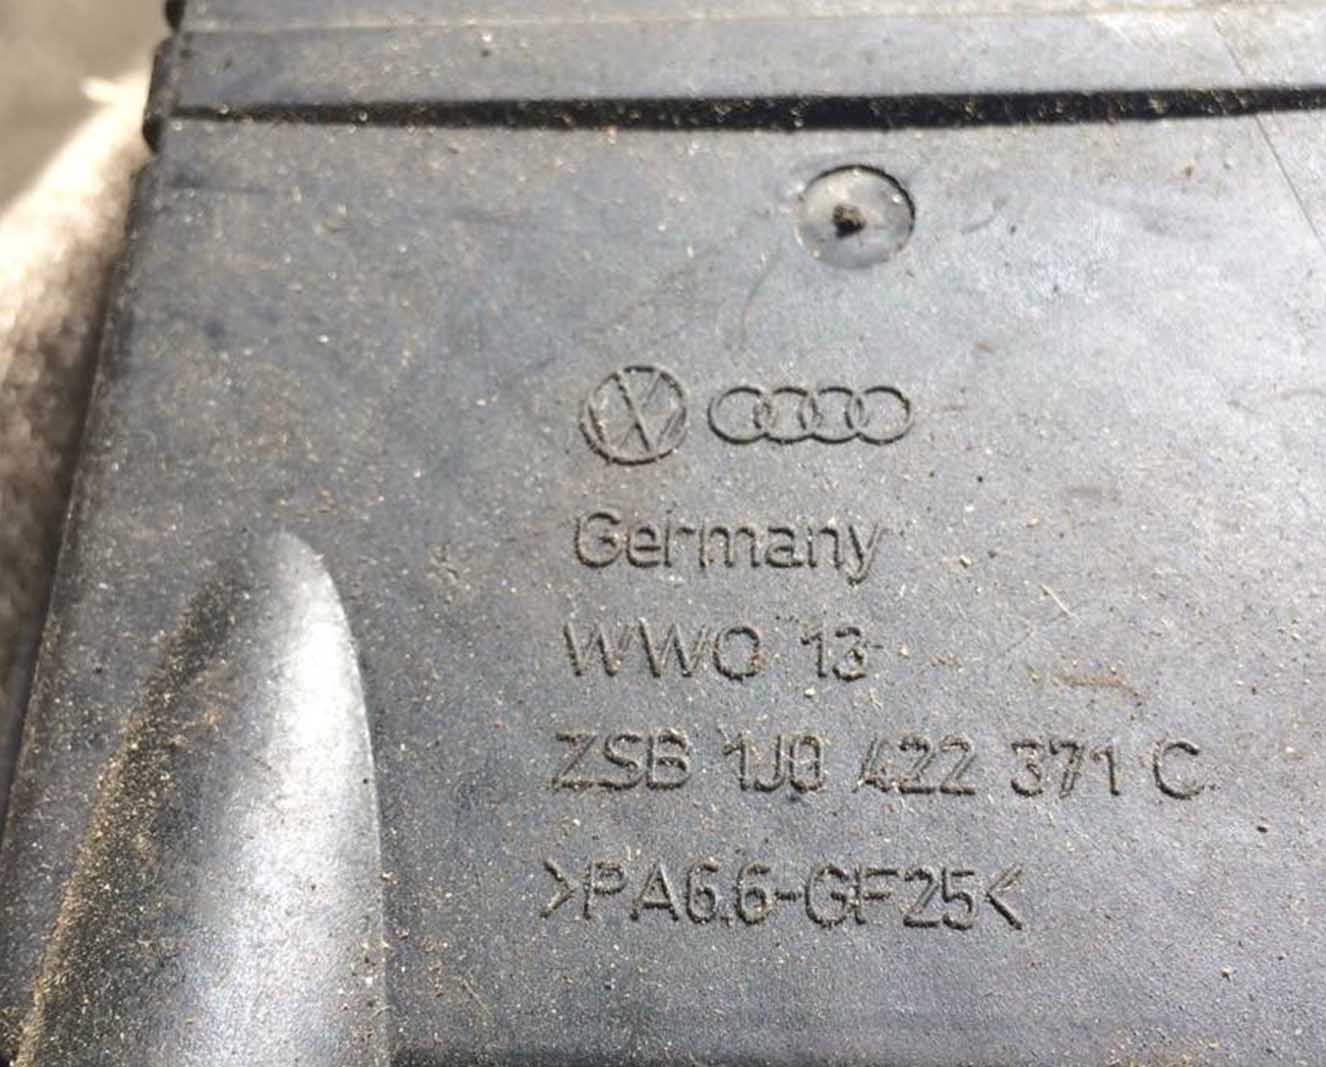 Germany
WWO 13
ZSB 1J0 422 371 C
>PA6.6-GF25<